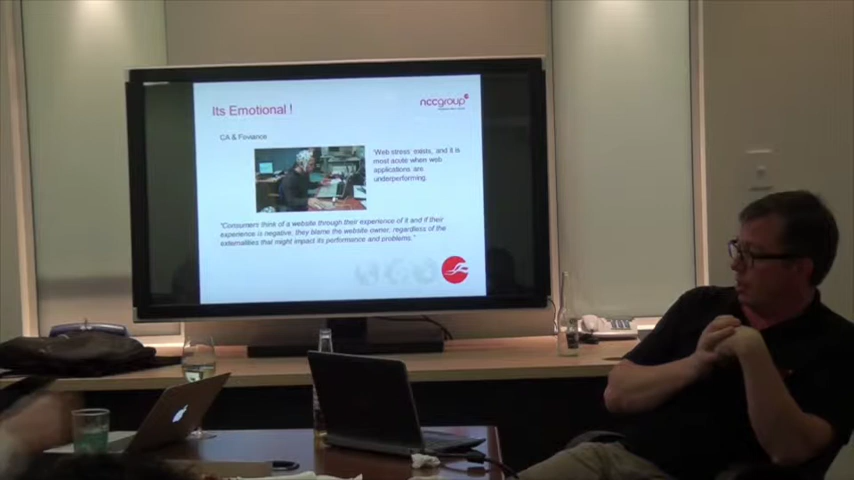 Its Emotional !
nccgroup
CA & Foviance
'Web stress' exists, and it is
most acute when web
applications are
underperforming.
"Consumers think of a website through their experience of it and if their
experience is negative, they blame the website owner, regardless of the
externalities that might impact its performance and problems."